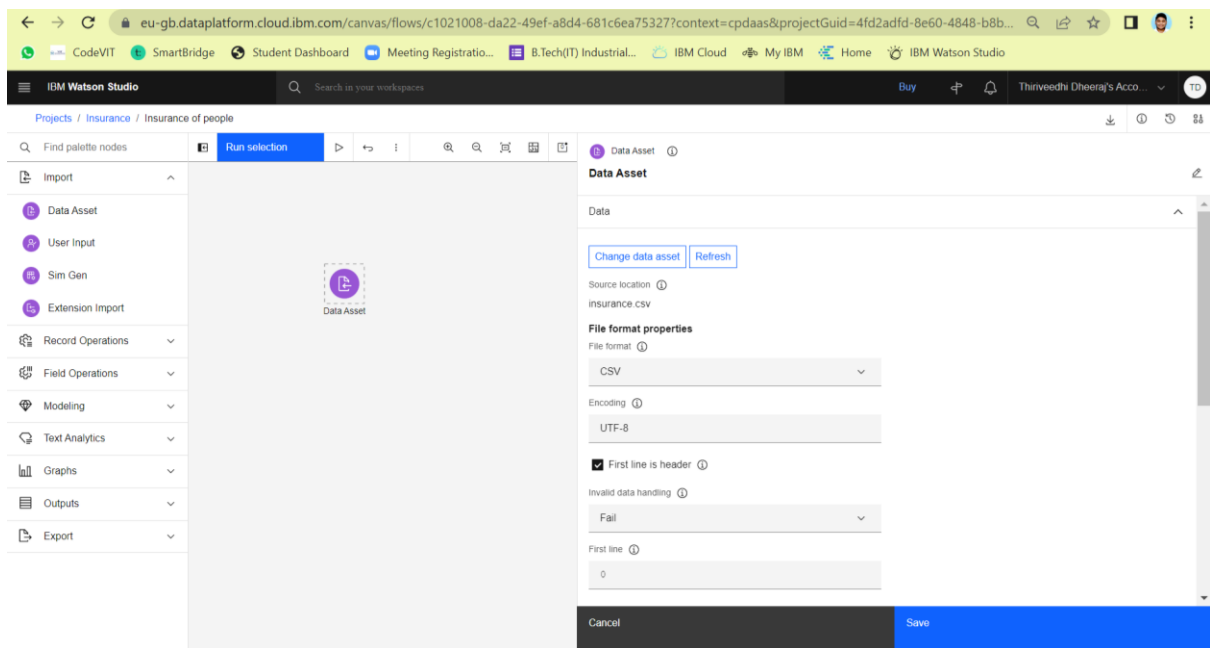 eu-gb.dataplatform.cloud.ibm.com/canvas/flows/c1021008-da22-49ef-a8d4-681c6ea75327?context=cpdaas&projectGuid=4fd2adfd-8e60-4848-b8b...
CodeVIT SmartBridge Student Dashboard Meeting Registratio... B.Tech(IT) Industrial... IBM Cloud My IBM Home IBM Watson Studio
IBM Watson Studio Search in your workspaces Buy Thiriveedhi Dheeraj's Acco... TD
Projects / Insurance / Insurance of people
Find palette nodes
Run selection
Import
Data Asset
User Input
Sim Gen
Extension Import
Record Operations
Field Operations
Modeling
Text Analytics
Graphs
Outputs
Export
Data Asset
Data Asset
Data Asset
Data
Change data asset Refresh
Source location
insurance.csv
File format properties
File format
CSV
Encoding
UTF-8
First line is header
Invalid data handling
Fail
First line
0
Cancel Save